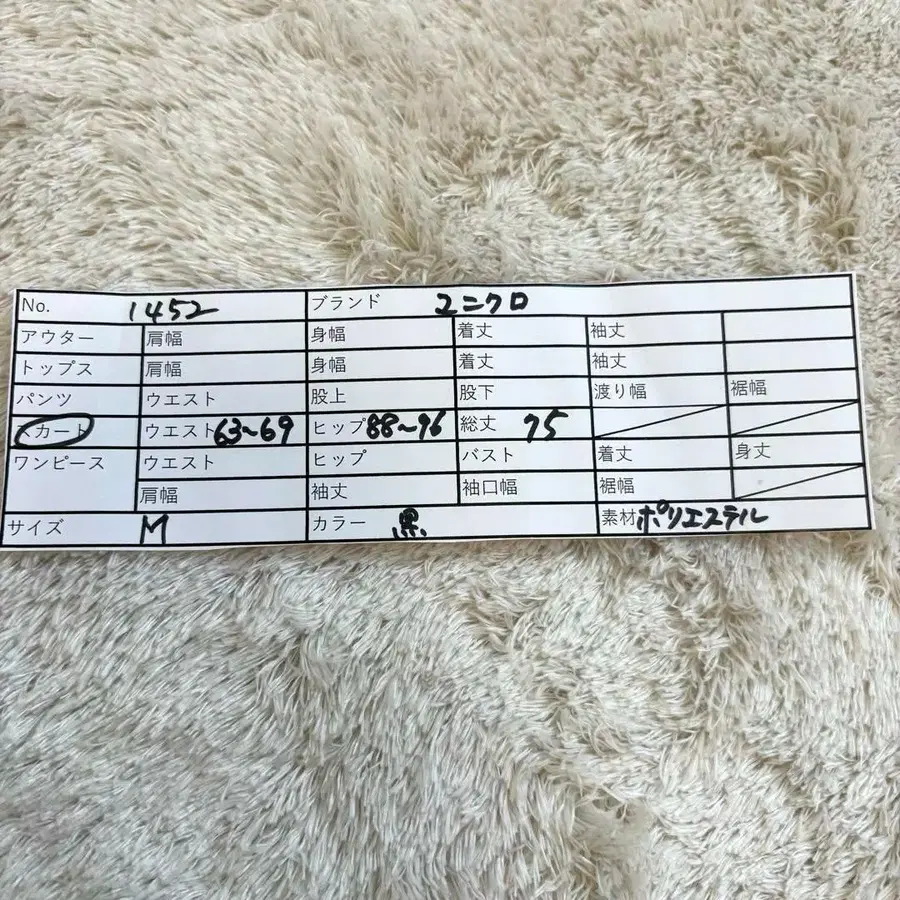 No. 1452 ブランド ユニクロ
アウター 肩幅 身幅 着丈 袖丈
トップス 肩幅 身幅 着丈 袖丈
パンツ ウエスト 股上 股下 渡り幅 裾幅
スカート ウエスト 63~69 ヒップ 88~96 総丈 75
ワンピース ウエスト ヒップ バスト 着丈 身丈
肩幅 袖丈 袖口幅 裾幅
サイズ M カラー 黒 素材 ポリエステル